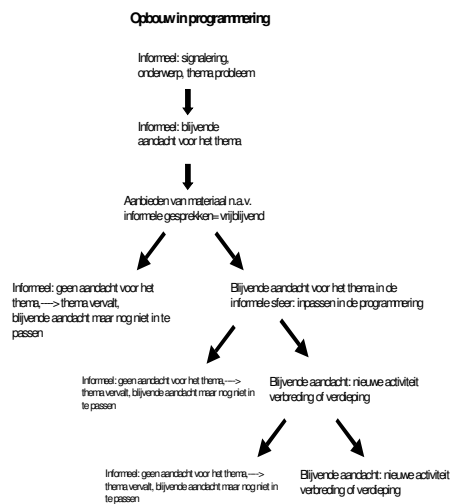 Opbouw in programmering
Informeel: signalering,
onderwerp, thema probleem
Informeel: blijvende
aandacht voor het thema
Aanbieden van materiaal n.a.v.
informele gesprekken= vrijblijvend
Informeel: geen aandacht voor het
thema,----> thema vervalt,
blijvende aandacht maar nog niet in te
passen
Blijvende aandacht voor het thema in de
informele sfeer: inpassen in de programmering
Informeel: geen aandacht voor het thema,---->
thema vervalt, blijvende aandacht maar nog niet in
te passen
Blijvende aandacht: nieuwe activiteit
verbreding of verdieping
Informeel: geen aandacht voor het thema,---->
thema vervalt, blijvende aandacht maar nog niet in
te passen
Blijvende aandacht: nieuwe activiteit
verbreding of verdieping